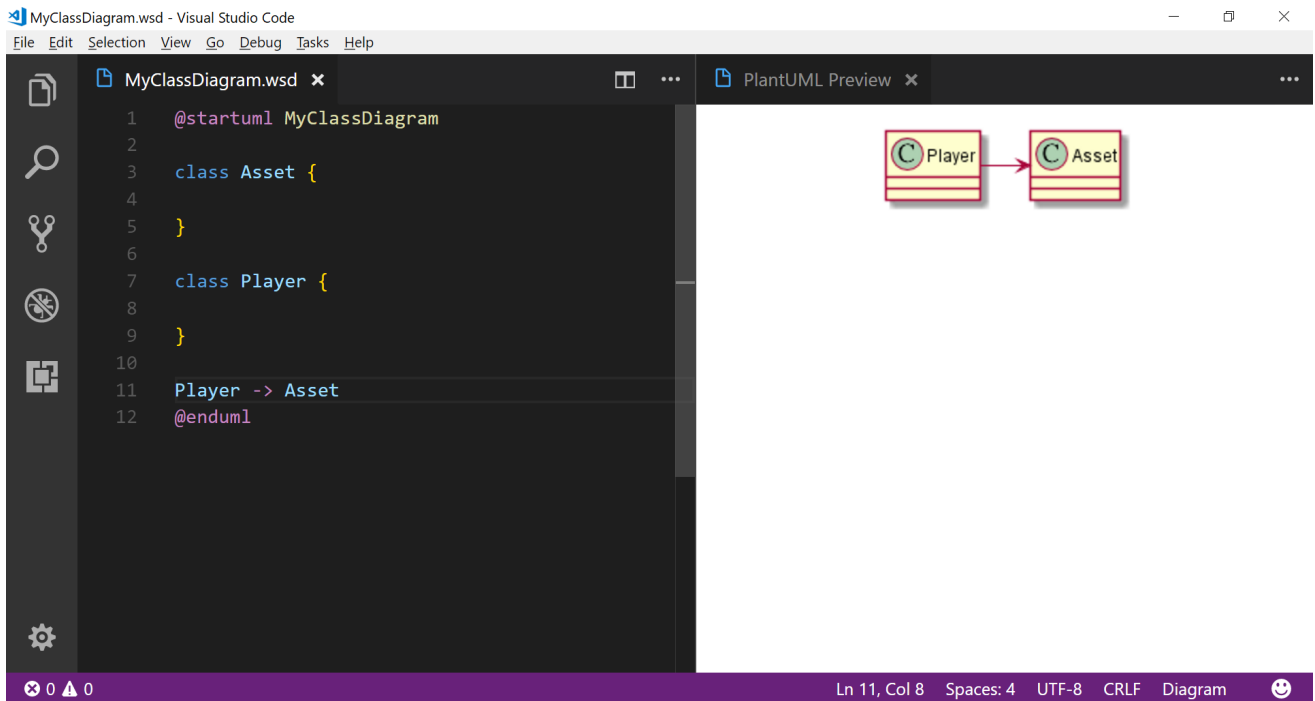 MyClassDiagram.wsd - Visual Studio Code
File Edit Selection View Go Debug Tasks Help
MyClassDiagram.wsd
1 @startuml MyClassDiagram
2
3 class Asset {
4
5 }
6
7 class Player {
8
9 }
10
11 Player -> Asset
12 @enduml
PlantUML Preview
C Player
C Asset
0 0
Ln 11, Col 8 Spaces: 4 UTF-8 CRLF Diagram